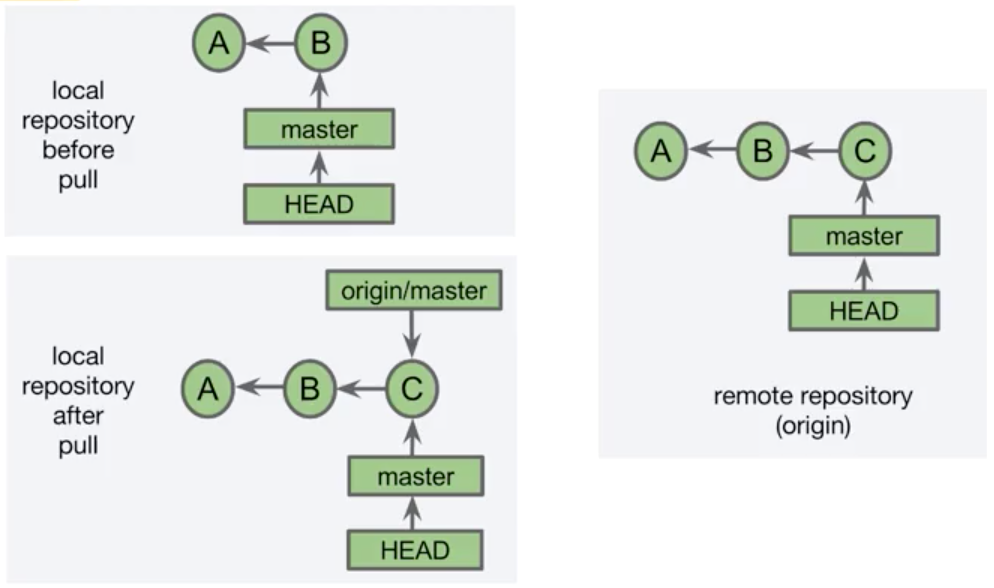 A
B
local
repository
before
pull
master
HEAD
A
B
C
master
HEAD
remote repository
(origin)
origin/master
local
repository
after
pull
A
B
C
master
HEAD